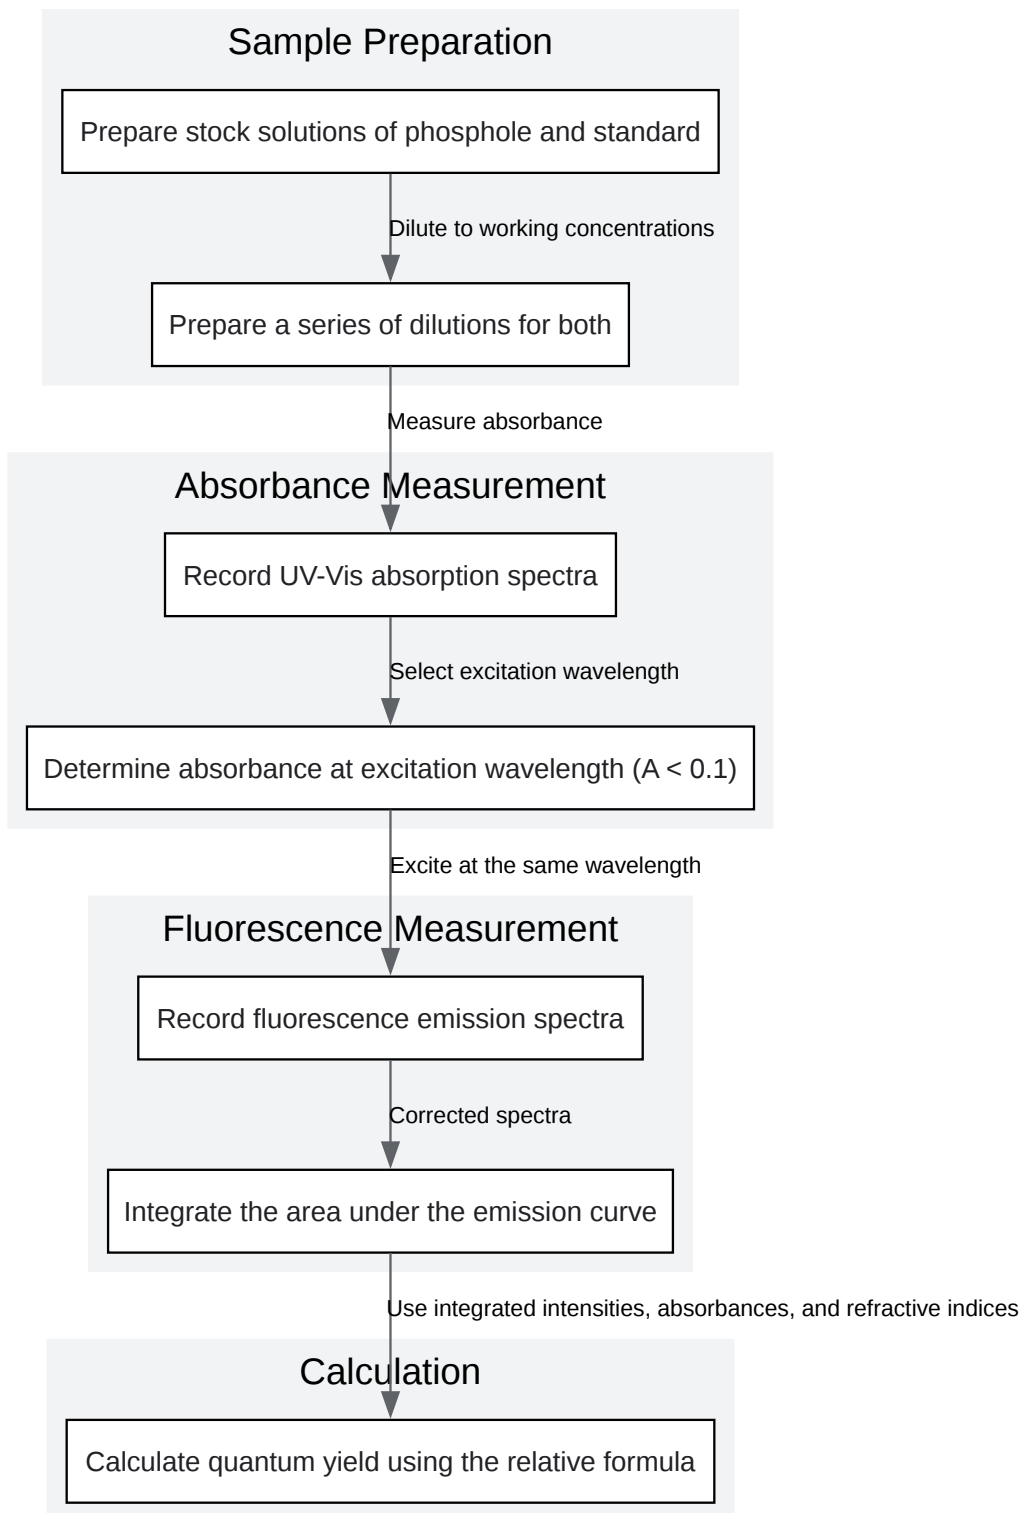 Sample Preparation
Prepare stock solutions of phosphole and standard
Dilute to working concentrations
Prepare a series of dilutions for both
Measure absorbance
Absorbance Measurement
Record UV-Vis absorption spectra
Select excitation wavelength
Determine absorbance at excitation wavelength (A < 0.1)
Excite at the same wavelength
Fluorescence Measurement
Record fluorescence emission spectra
Corrected spectra
Integrate the area under the emission curve
Use integrated intensities, absorbances, and refractive indices
Calculation
Calculate quantum yield using the relative formula